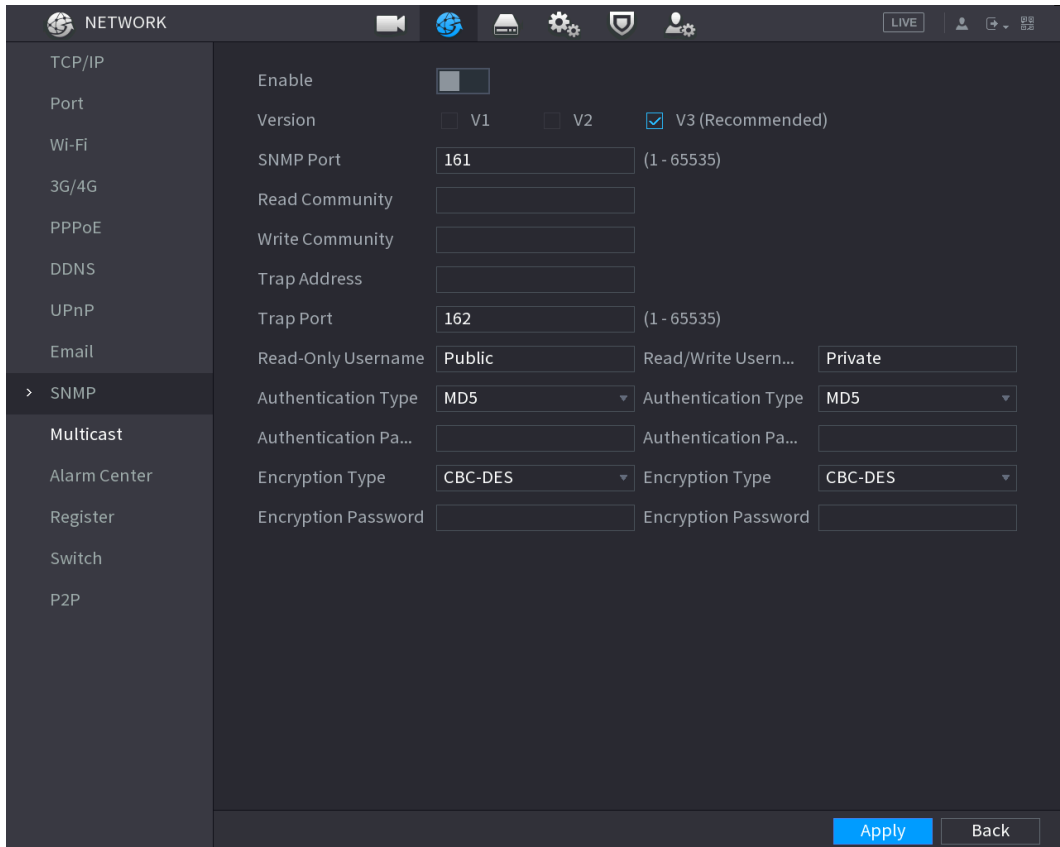 NETWORK
LIVE
TCP/IP
Port
Wi-Fi
3G/4G
PPPoE
DDNS
UPnP
Email
SNMP
Multicast
Alarm Center
Register
Switch
P2P
Enable
Version V1 V2 V3 (Recommended)
SNMP Port 161 (1 - 65535)
Read Community
Write Community
Trap Address
Trap Port 162 (1 - 65535)
Read-Only Username Public Read/Write Usern... Private
Authentication Type MD5 Authentication Type MD5
Authentication Pa... Authentication Pa...
Encryption Type CBC-DES Encryption Type CBC-DES
Encryption Password Encryption Password
Apply Back